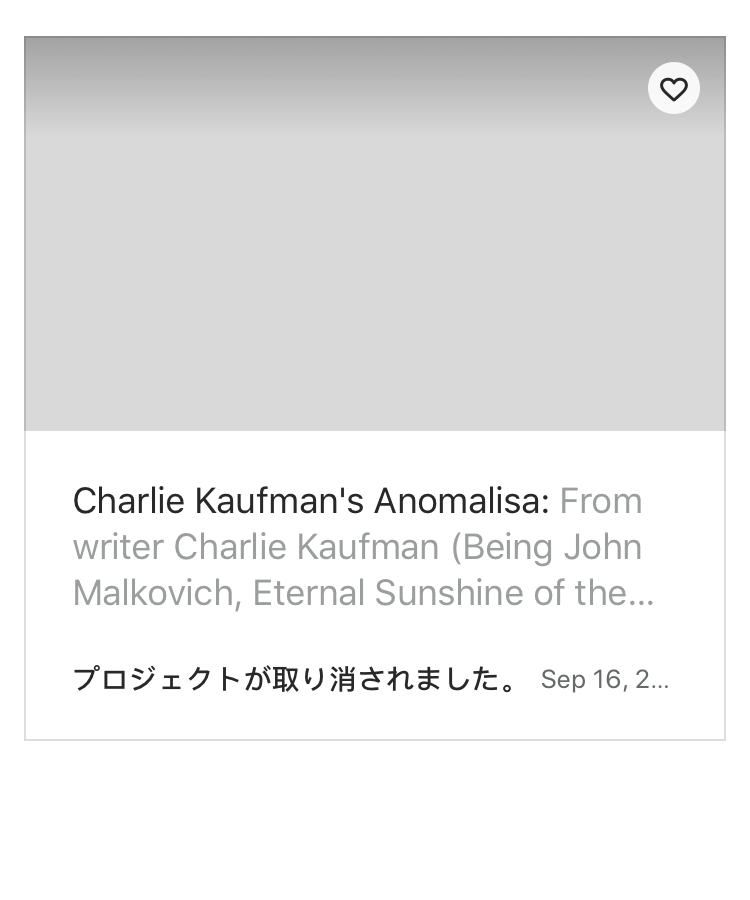 Charlie Kaufman's Anomalisa: From
writer Charlie Kaufman (Being John
Malkovich, Eternal Sunshine of the...
プロジェクトが取り消されました。 Sep 16, 2...